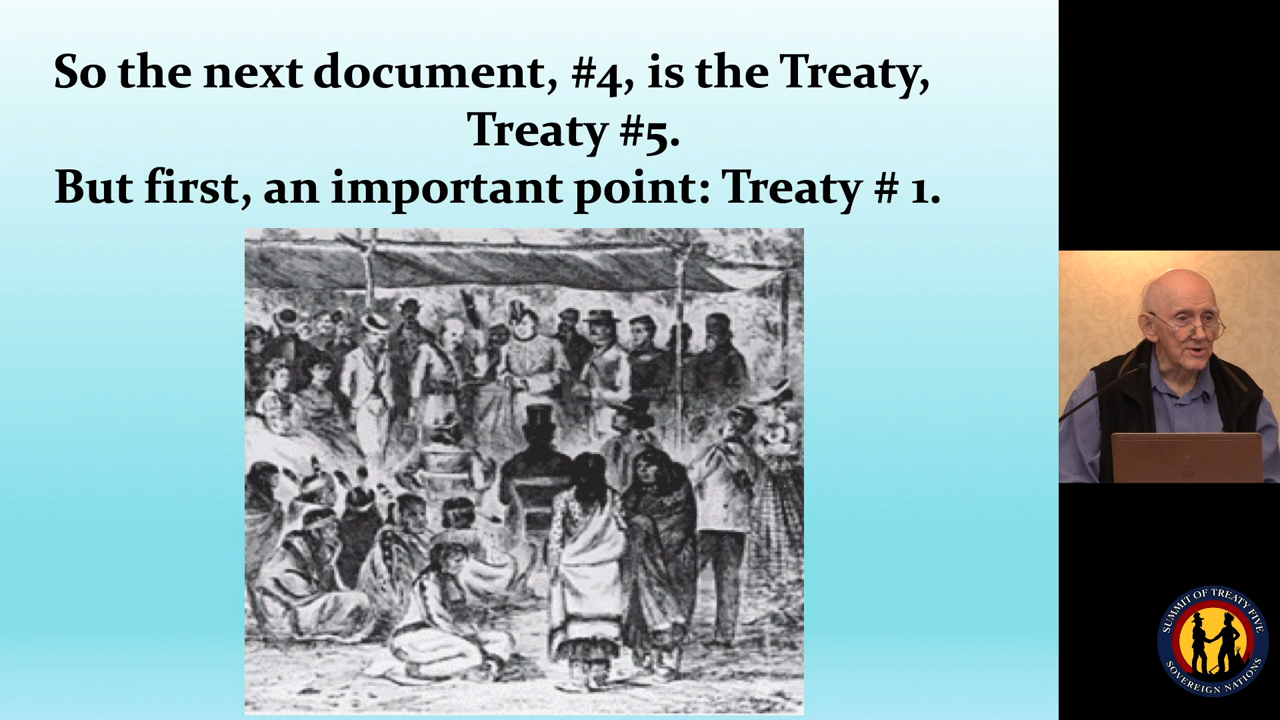 So the next document, #4, is the Treaty,
Treaty #5.
But first, an important point: Treaty # 1.
SUMMIT OF TREATY FIVE
SOVEREIGN NATIONS